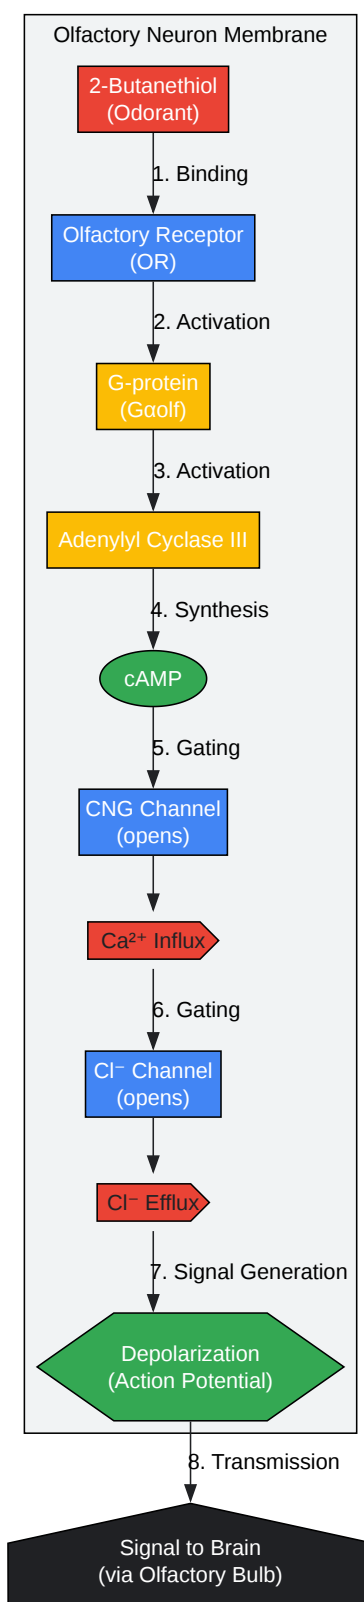 Olfactory Neuron Membrane
2-Butanethiol
(Odorant)
1. Binding
Olfactory Receptor
(OR)
2. Activation
G-protein
(Gαolf)
3. Activation
Adenylyl Cyclase III
4. Synthesis
cAMP
5. Gating
CNG Channel
(opens)
Ca²⁺ Influx
6. Gating
Cl⁻ Channel
(opens)
Cl⁻ Efflux
7. Signal Generation
Depolarization
(Action Potential)
8. Transmission
Signal to Brain
(via Olfactory Bulb)